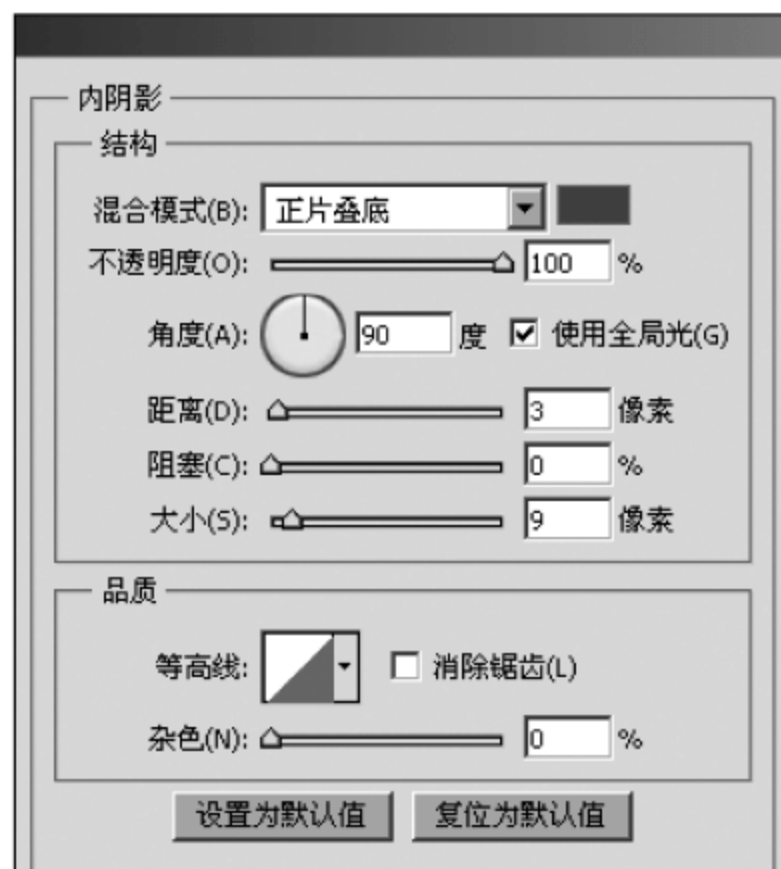 内阴影
结构
混合模式(B): 正片叠底
不透明度(O): 100 %
角度(A): 90 度 使用全局光(G)
距离(D): 3 像素
阻塞(C): 0 %
大小(S): 9 像素
品质
等高线: 消除锯齿(L)
杂色(N): 0 %
设置为默认值 复位为默认值